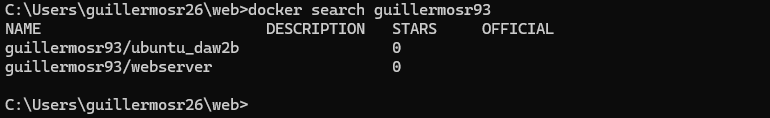 C:\Users\guillermosr26\web>docker search guillermosr93
NAME DESCRIPTION STARS OFFICIAL
guillermosr93/ubuntu_daw2b 0
guillermosr93/webserver 0
C:\Users\guillermosr26\web>